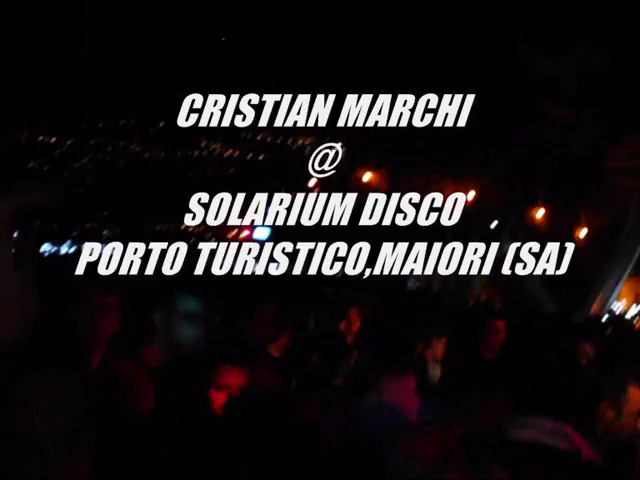 CRISTIAN MARCHI
@
SOLARIUM DISCO
PORTO TURISTICO,MAIORI (SA)